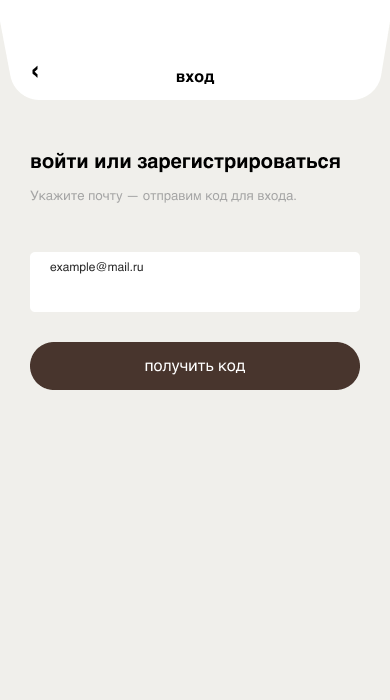 ‹
вход
войти или зарегистрироваться
Укажите почту — отправим код для входа.
example@mail.ru
получить код